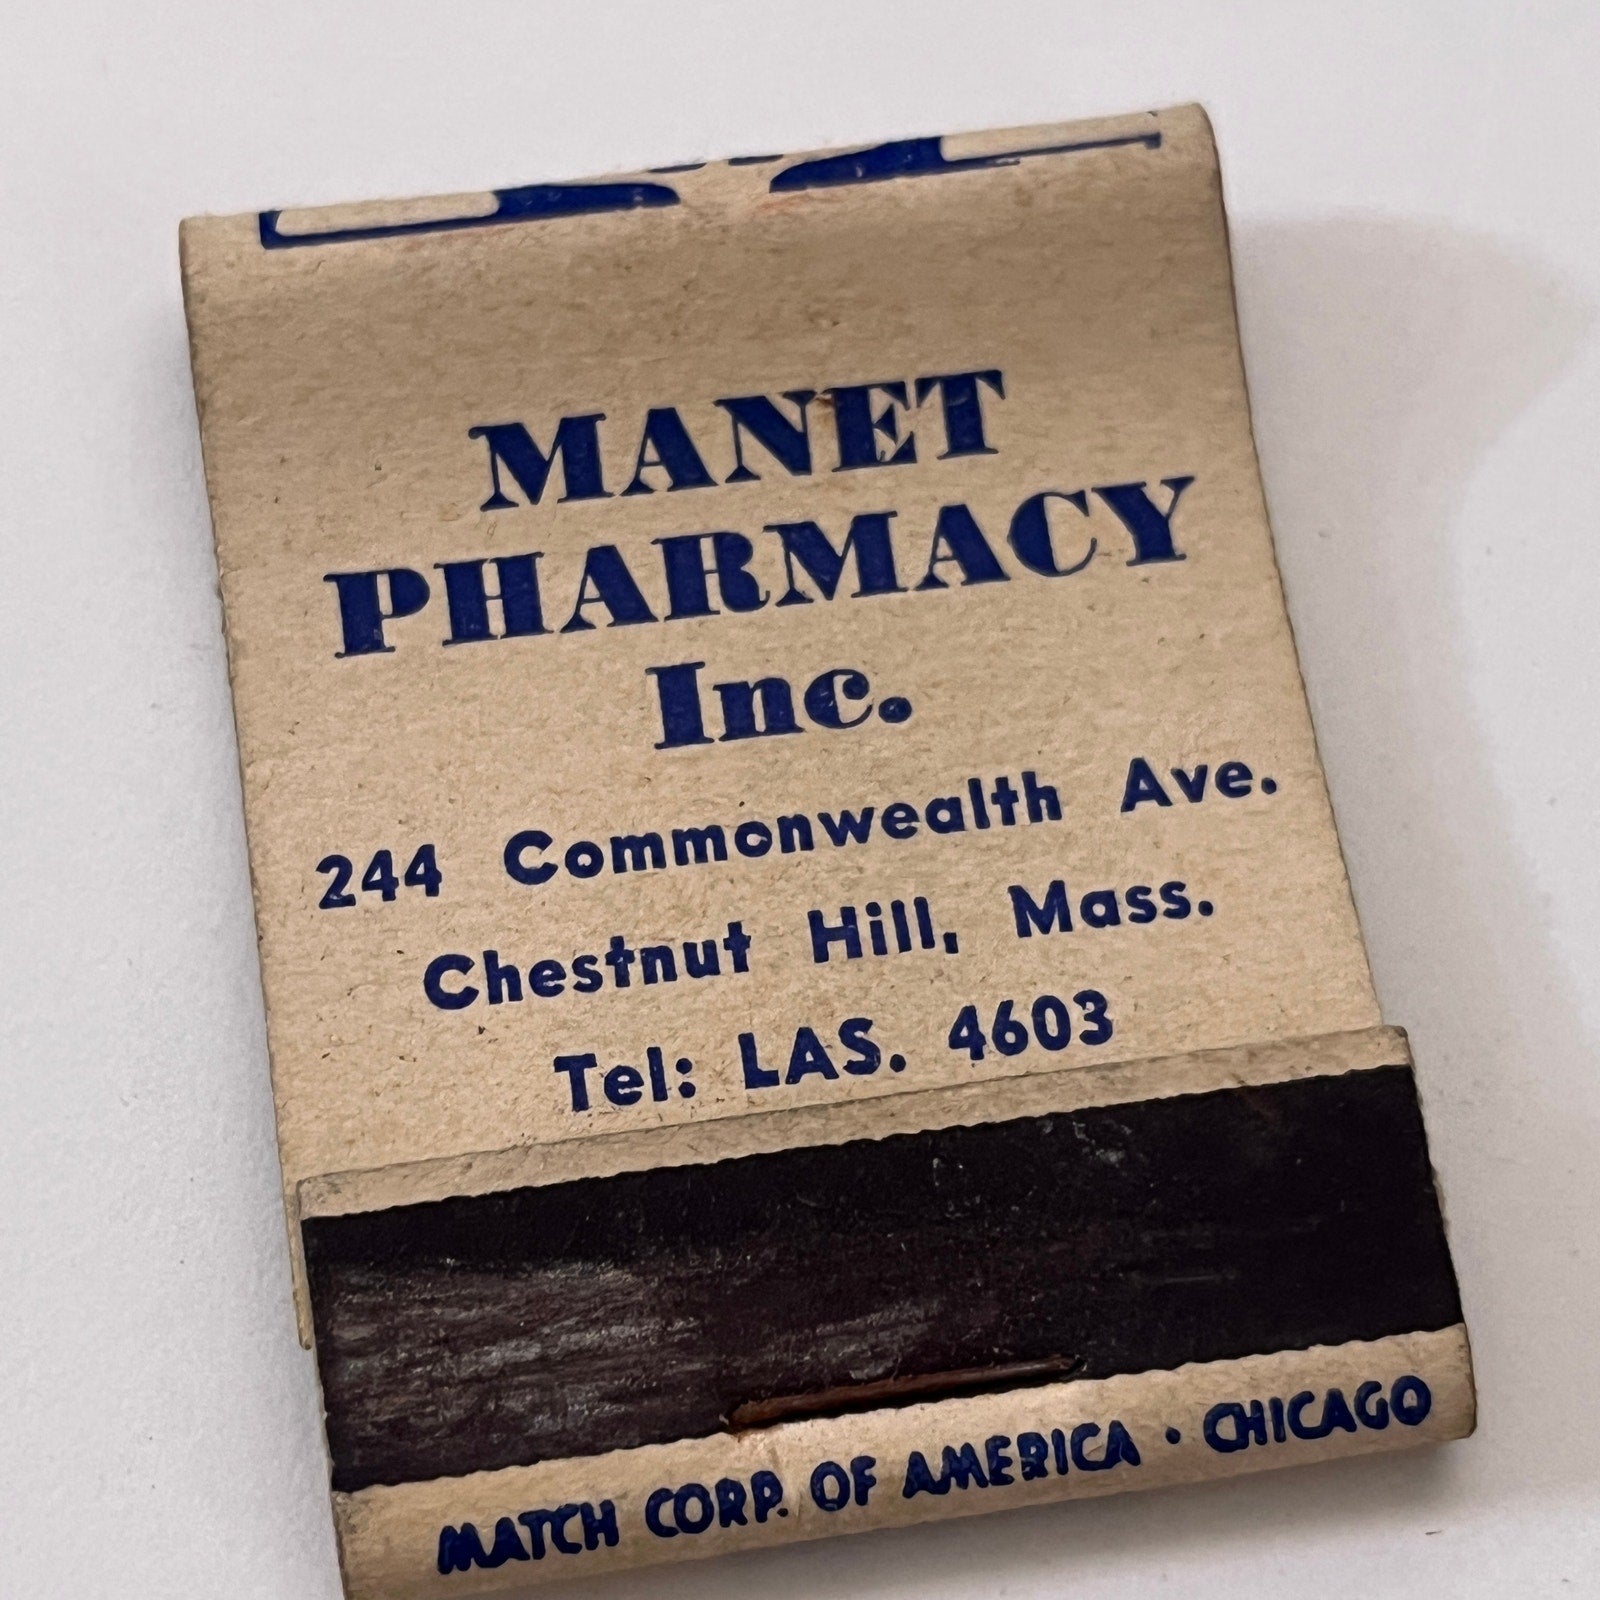 MANET
PHARMACY
Inc.
244 Commonwealth Ave.
Chestnut Hill, Mass.
Tel: LAS. 4603
MATCH CORP. OF AMERICA · CHICAGO